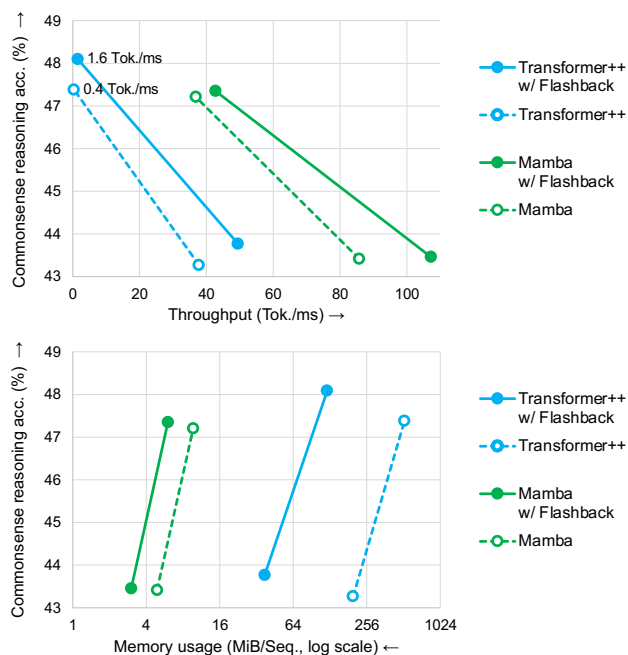 Commonsense reasoning acc. (%) →
49
48
47
46
45
44
43
1.6 Tok./ms
0.4 Tok./ms
0
20
40
60
80
100
Throughput (Tok./ms) →
Transformer++
w/ Flashback
Transformer++
Mamba
w/ Flashback
Mamba
Commonsense reasoning acc. (%) →
49
48
47
46
45
44
43
1
4
16
64
256
1024
Memory usage (MiB/Seq., log scale) ←
Transformer++
w/ Flashback
Transformer++
Mamba
w/ Flashback
Mamba